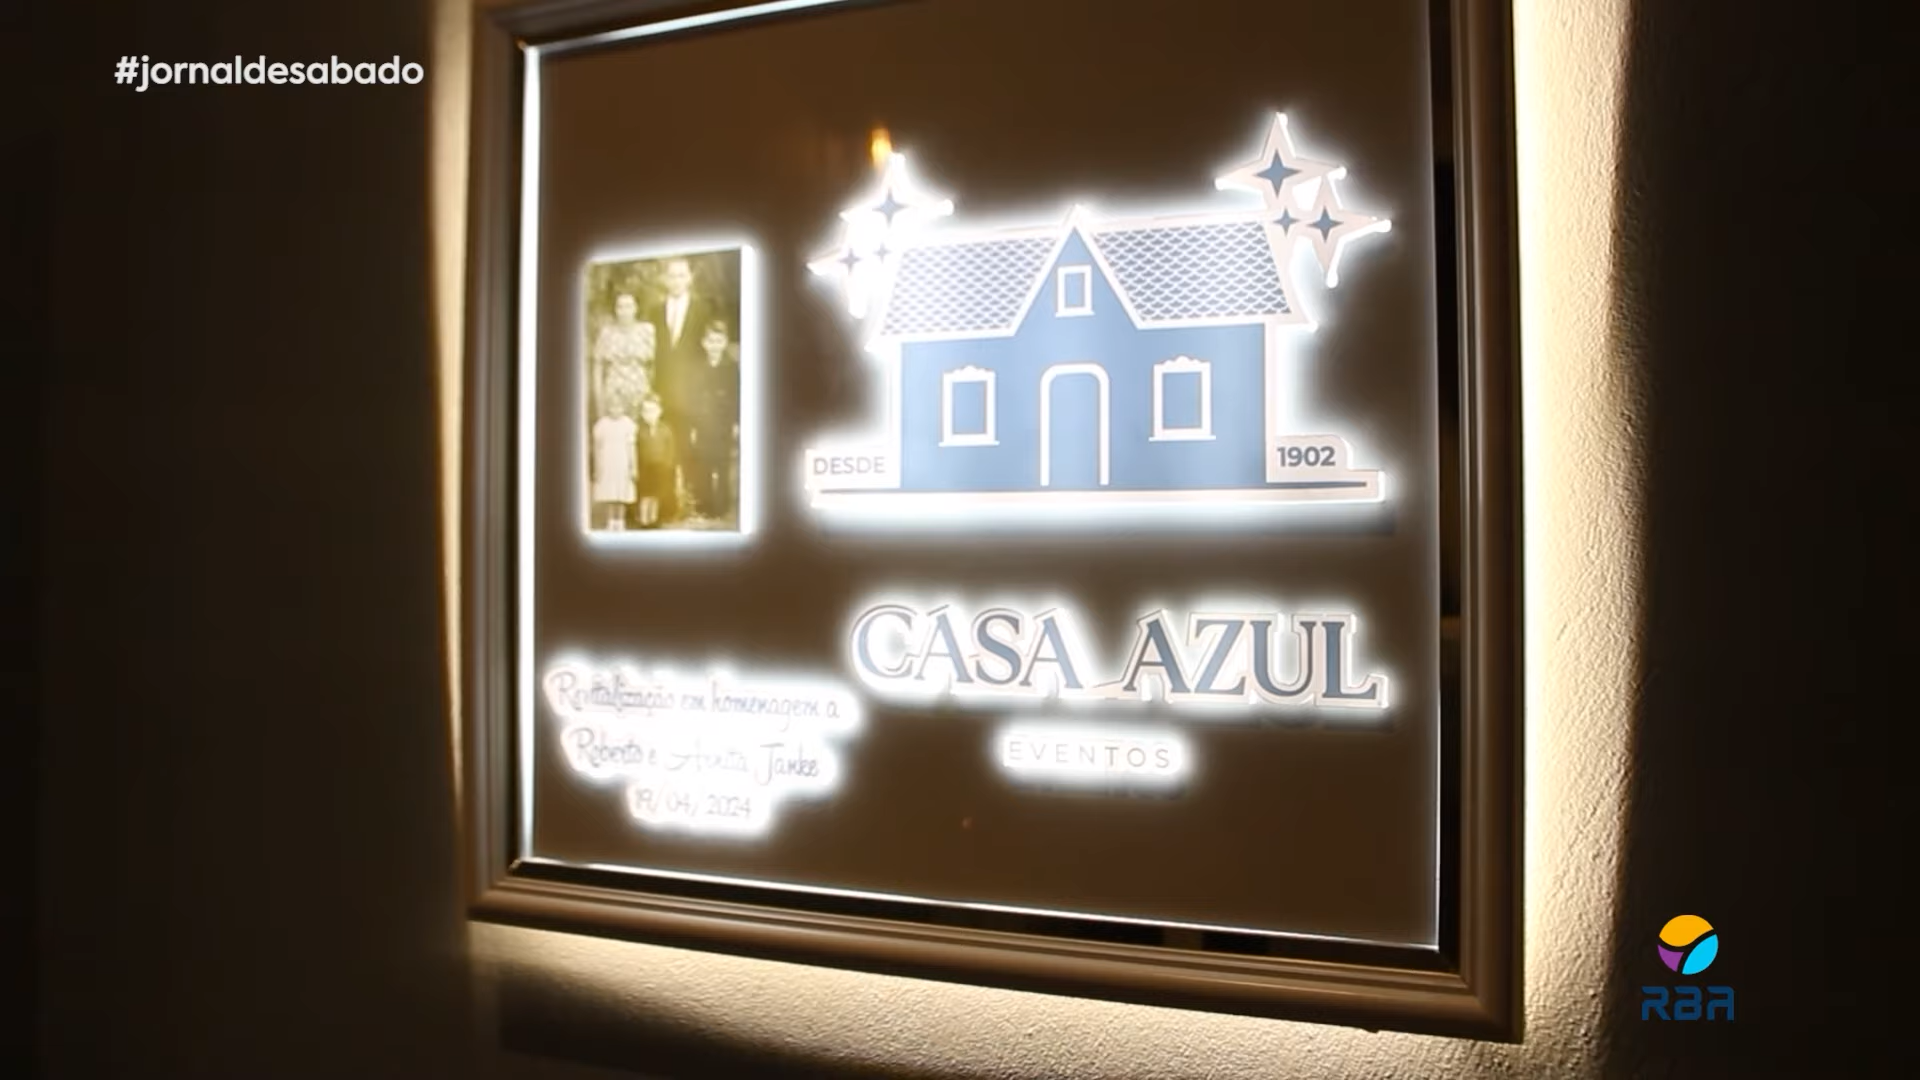 #jornaldesabado
DESDE
1902
CASA AZUL
EVENTOS
Revitalização em homenagem a
Roberto e Anita Janke
19/04/2024
RBA